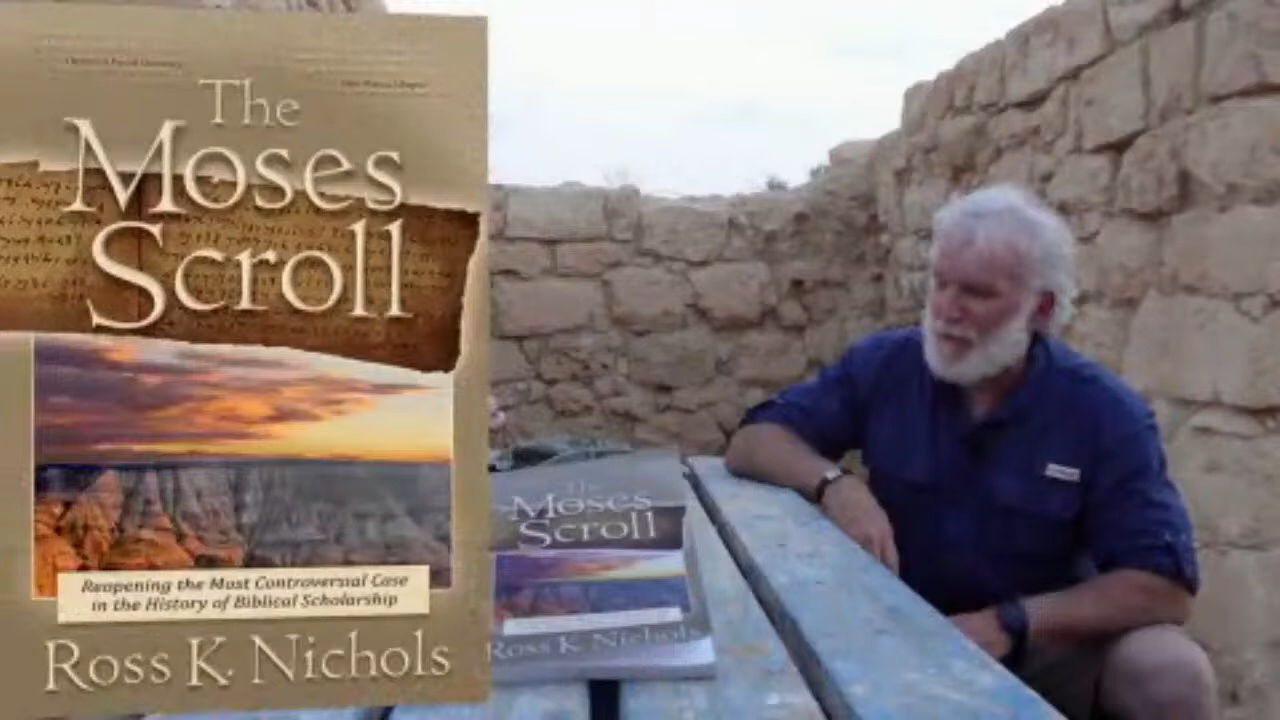 The
Moses
Scroll
Reopening the Most Controversial Case
in the History of Biblical Scholarship
Ross K. Nichols
The
Moses
Scroll
Ross K. Nichols